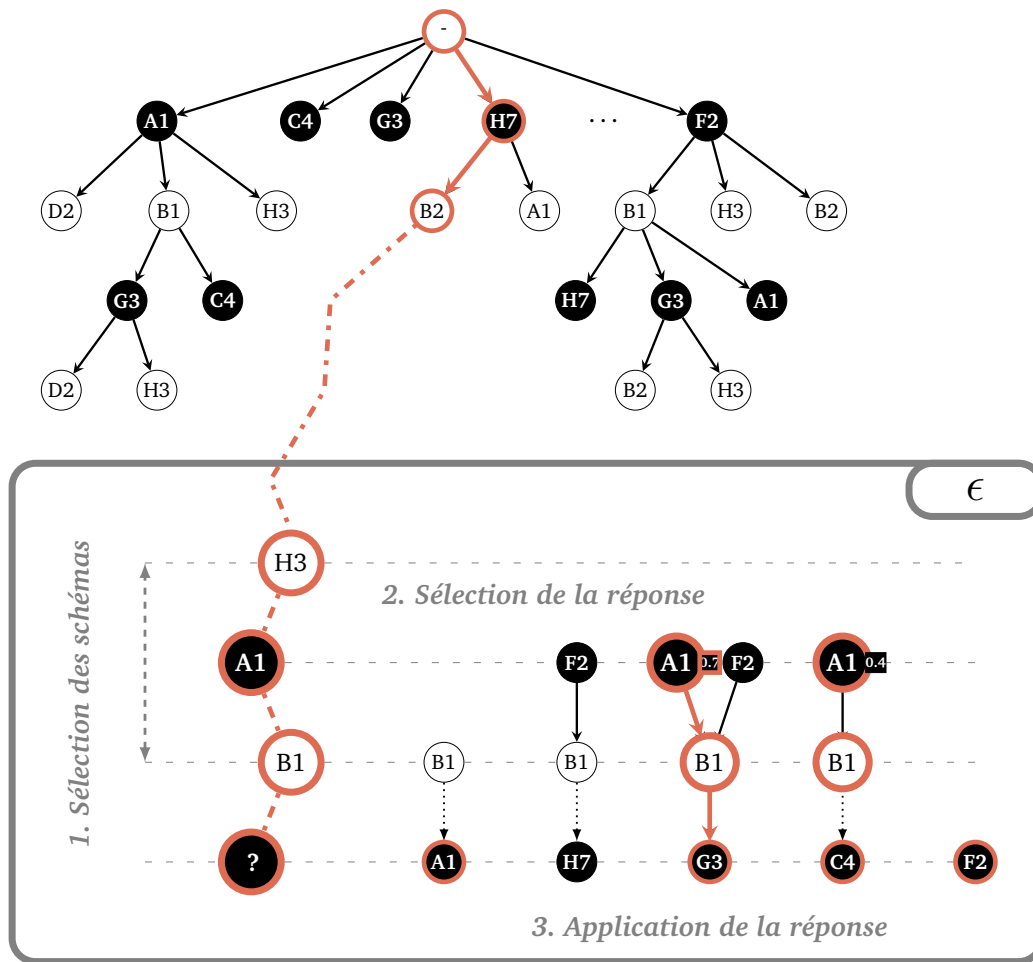 -
A1 C4 G3 H7 ... F2
D2 B1 H3 B2 A1 B1 H3 B2
G3 C4 H7 G3 A1
D2 H3 B2 H3
ϵ
1. Sélection des schémas
H3
2. Sélection de la réponse
A1 F2 A1 0.7 F2 A1 0.4
B1 B1 B1 B1 B1
? A1 H7 G3 C4 F2
3. Application de la réponse